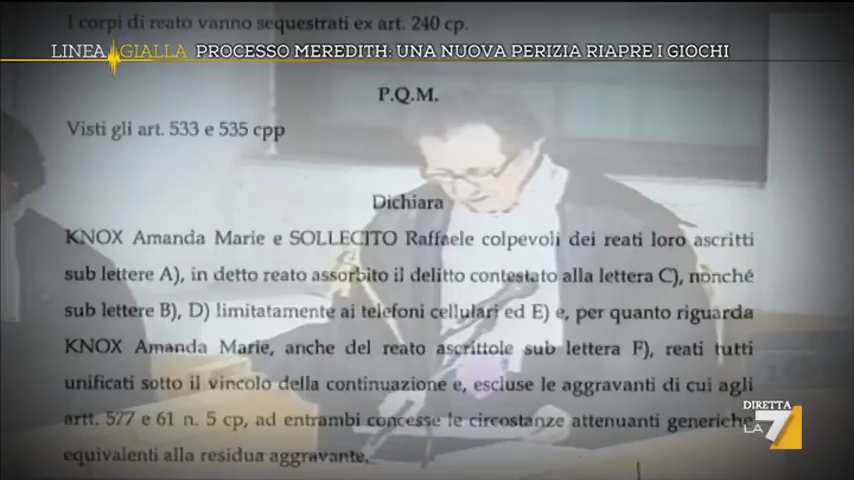 I corpi di reato vanno sequestrati ex art. 240 cp.
LINEA GIALLA PROCESSO MEREDITH: UNA NUOVA PERIZIA RIAPRE I GIOCHI
P.Q.M.
Visti gli art. 533 e 535 cpp
Dichiara
KNOX Amanda Marie e SOLLECITO Raffaele colpevoli dei reati loro ascritti
sub lettere A), in detto reato assorbito il delitto contestato alla lettera C), nonché
sub lettere B), D) limitatamente ai telefoni cellulari ed E) e, per quanto riguarda
KNOX Amanda Marie, anche del reato ascrittole sub lettera F), reati tutti
unificati sotto il vincolo della continuazione e, escluse le aggravanti di cui agli
artt. 577 e 61 n. 5 cp, ad entrambi concesse le circostanze attenuanti generiche
equivalenti alla residua aggravante,
DIRETTA
LA7